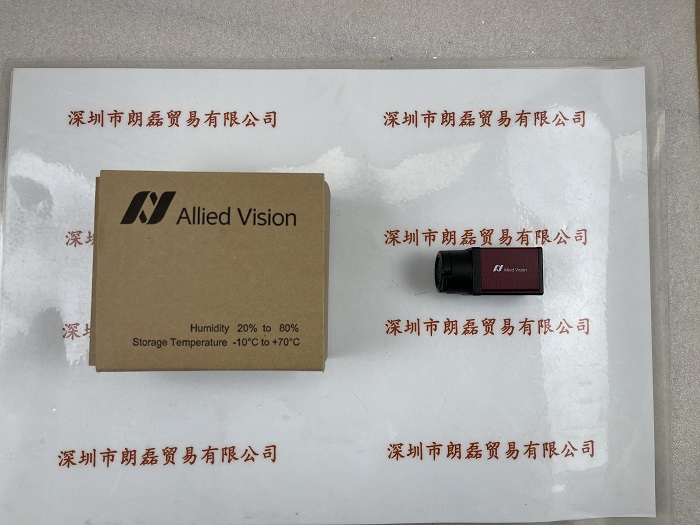 深圳市朗磊贸易有限公司
深圳市朗磊贸易有限公司
Allied Vision
Humidity 20% to 80%
Storage Temperature -10°C to +70°C
深圳
深圳市朗磊贸易有限公司
Allied Vision
深圳
深圳市朗磊贸易有限公司
深圳市朗磊贸易有限公司
深圳市朗磊贸易有限公司